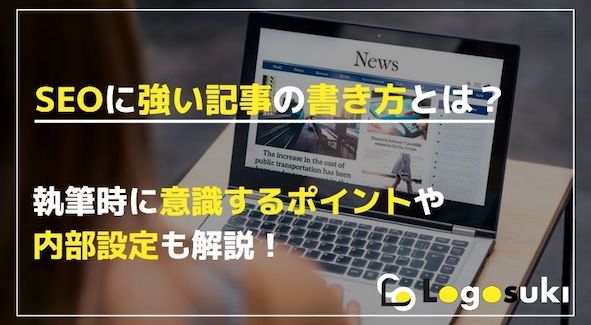 SEOに強い記事の書き方とは？
執筆時に意識するポイントや
内部設定も解説！
Logosuki
News
The increase in the cost of
public transportation has been